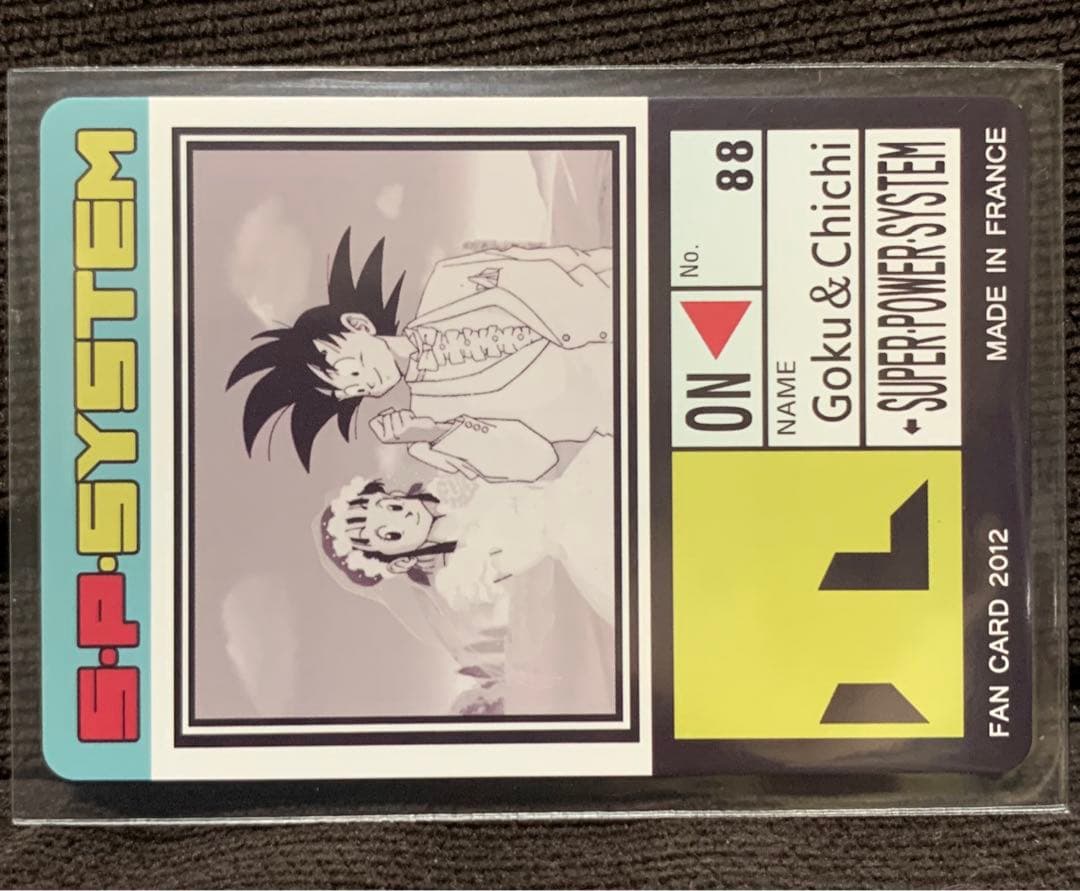 S·P·SYSTEM
ON
No. 88
NAME
Goku&Chichi
SUPER·POWER·SYSTEM
FAN CARD 2012 MADE IN FRANCE